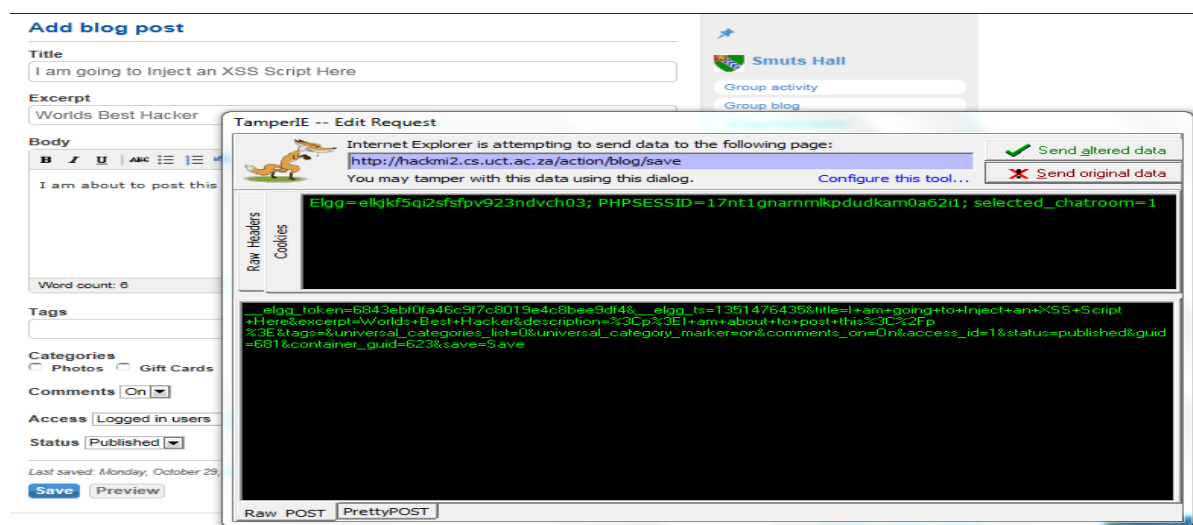 Add blog post
Title
I am going to Inject an XSS Script Here
Excerpt
Worlds Best Hacker
Body
B I U ABC
I am about to post this
Word count: 6
Tags
Categories
Photos Gift Cards
Comments On
Access Logged in users
Status Published
Last saved: Monday, October 29,
Save Preview
Smuts Hall
Group activity
Group blog
TamperIE -- Edit Request
Internet Explorer is attempting to send data to the following page:
http://hackmi2.cs.uct.ac.za/action/blog/save
You may tamper with this data using this dialog.
Configure this tool...
Send altered data
Send original data
Raw Headers
Cookies
Elgg=elkjkf5qi2sfsfpv923ndvch03; PHPSESSID=17nt1gnarnmlkpdudkam0a62i1; selected_chatroom=1
__elgg_token=6843ebf0fa46c9f7c8019e4c8bee9df4&__elgg_ts=1351476435&title=I+am+going+to+Inject+an+XSS+Script
+Here&excerpt=Worlds+Best+Hacker&description=%3Cp%3EI+am+about+to+post+this%3C%2Fp
%3E&tags=&universal_categories_list=0&universal_category_marker=on&comments_on=On&access_id=1&status=published&guid
=681&container_guid=623&save=Save
Raw POST PrettyPOST